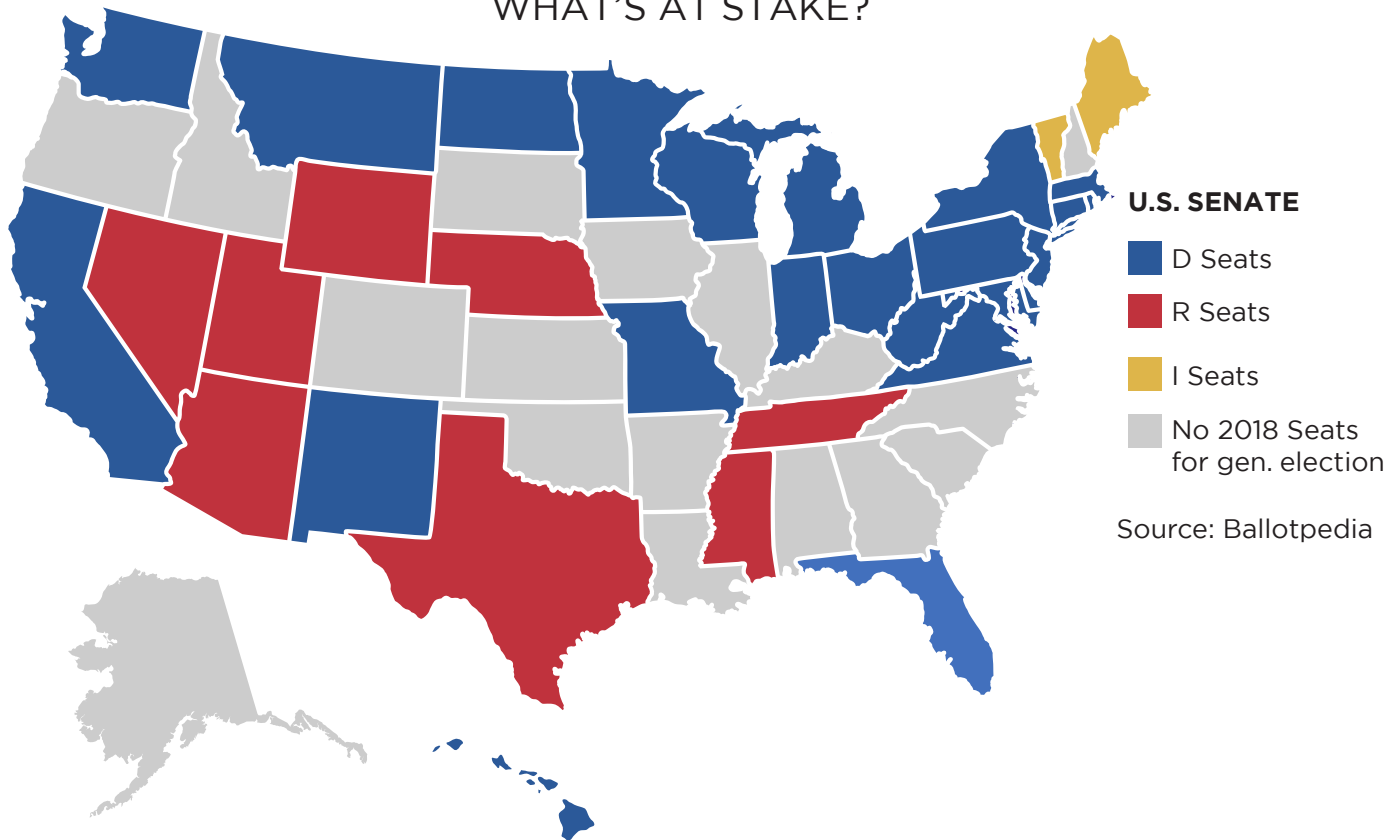 WHAT'S AT STAKE?
U.S. SENATE
D Seats
R Seats
I Seats
No 2018 Seats
for gen. election
Source: Ballotpedia